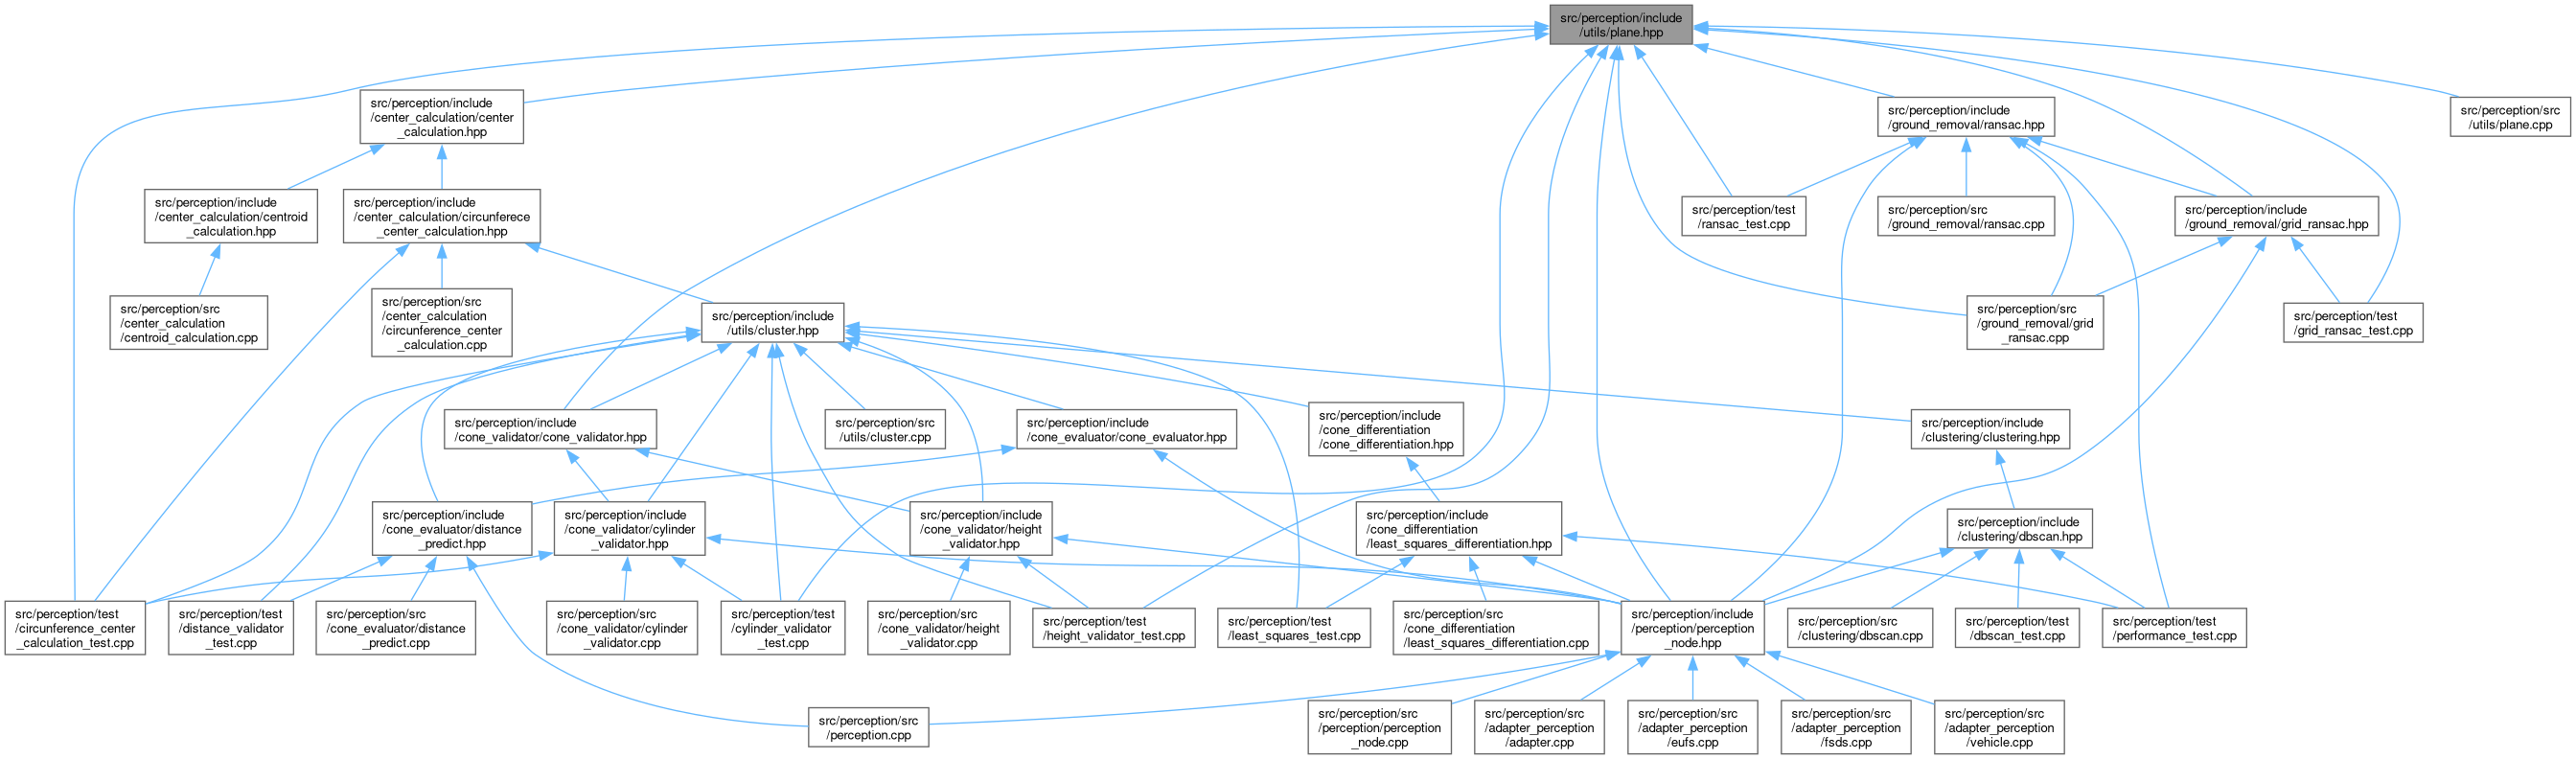 src/perception/include
/utils/plane.hpp
src/perception/include
/center_calculation/center
_calculation.hpp
src/perception/include
/ground_removal/ransac.hpp
src/perception/src
/utils/plane.cpp
src/perception/include
/center_calculation/centroid
_calculation.hpp
src/perception/include
/center_calculation/circunferece
_center_calculation.hpp
src/perception/test
/ransac_test.cpp
src/perception/src
/ground_removal/ransac.cpp
src/perception/include
/ground_removal/grid_ransac.hpp
src/perception/src
/center_calculation
/centroid_calculation.cpp
src/perception/src
/center_calculation
/circunference_center
_calculation.cpp
src/perception/include
/utils/cluster.hpp
src/perception/src
/ground_removal/grid
_ransac.cpp
src/perception/test
/grid_ransac_test.cpp
src/perception/include
/cone_validator/cone_validator.hpp
src/perception/src
/utils/cluster.cpp
src/perception/include
/cone_evaluator/cone_evaluator.hpp
src/perception/include
/cone_differentiation
/cone_differentiation.hpp
src/perception/include
/clustering/clustering.hpp
src/perception/include
/cone_evaluator/distance
_predict.hpp
src/perception/include
/cone_validator/cylinder
_validator.hpp
src/perception/include
/cone_validator/height
_validator.hpp
src/perception/include
/cone_differentiation
/least_squares_differentiation.hpp
src/perception/include
/clustering/dbscan.hpp
src/perception/test
/circunference_center
_calculation_test.cpp
src/perception/test
/distance_validator
_test.cpp
src/perception/src
/cone_evaluator/distance
_predict.cpp
src/perception/src
/cone_validator/cylinder
_validator.cpp
src/perception/test
/cylinder_validator
_test.cpp
src/perception/src
/cone_validator/height
_validator.cpp
src/perception/test
/height_validator_test.cpp
src/perception/test
/least_squares_test.cpp
src/perception/src
/cone_differentiation
/least_squares_differentiation.cpp
src/perception/include
/perception/perception
_node.hpp
src/perception/src
/clustering/dbscan.cpp
src/perception/test
/dbscan_test.cpp
src/perception/test
/performance_test.cpp
src/perception/src
/perception.cpp
src/perception/src
/perception/perception
_node.cpp
src/perception/src
/adapter_perception
/adapter.cpp
src/perception/src
/adapter_perception
/eufs.cpp
src/perception/src
/adapter_perception
/fsds.cpp
src/perception/src
/adapter_perception
/vehicle.cpp